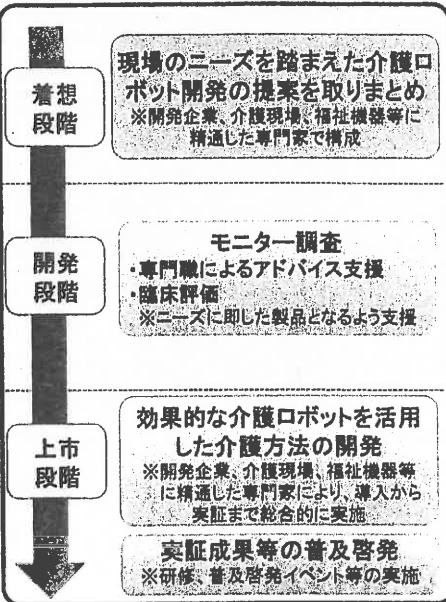 着想
段階
現場のニーズを踏まえた介護ロ
ボット開発の提案を取りまとめ
※開発企業、介護現場、福祉機器等に
精通した専門家で構成
開発
段階
モニター調査
・専門職によるアドバイス支援
・臨床評価
※ニーズに即した製品となるよう支援
上市
段階
効果的な介護ロボットを活用
した介護方法の開発
※開発企業、介護現場、福祉機器等
に精通した専門家により、導入から
実証まで総合的に実施
実証成果等の普及啓発
※研修、普及啓発イベント等の実施